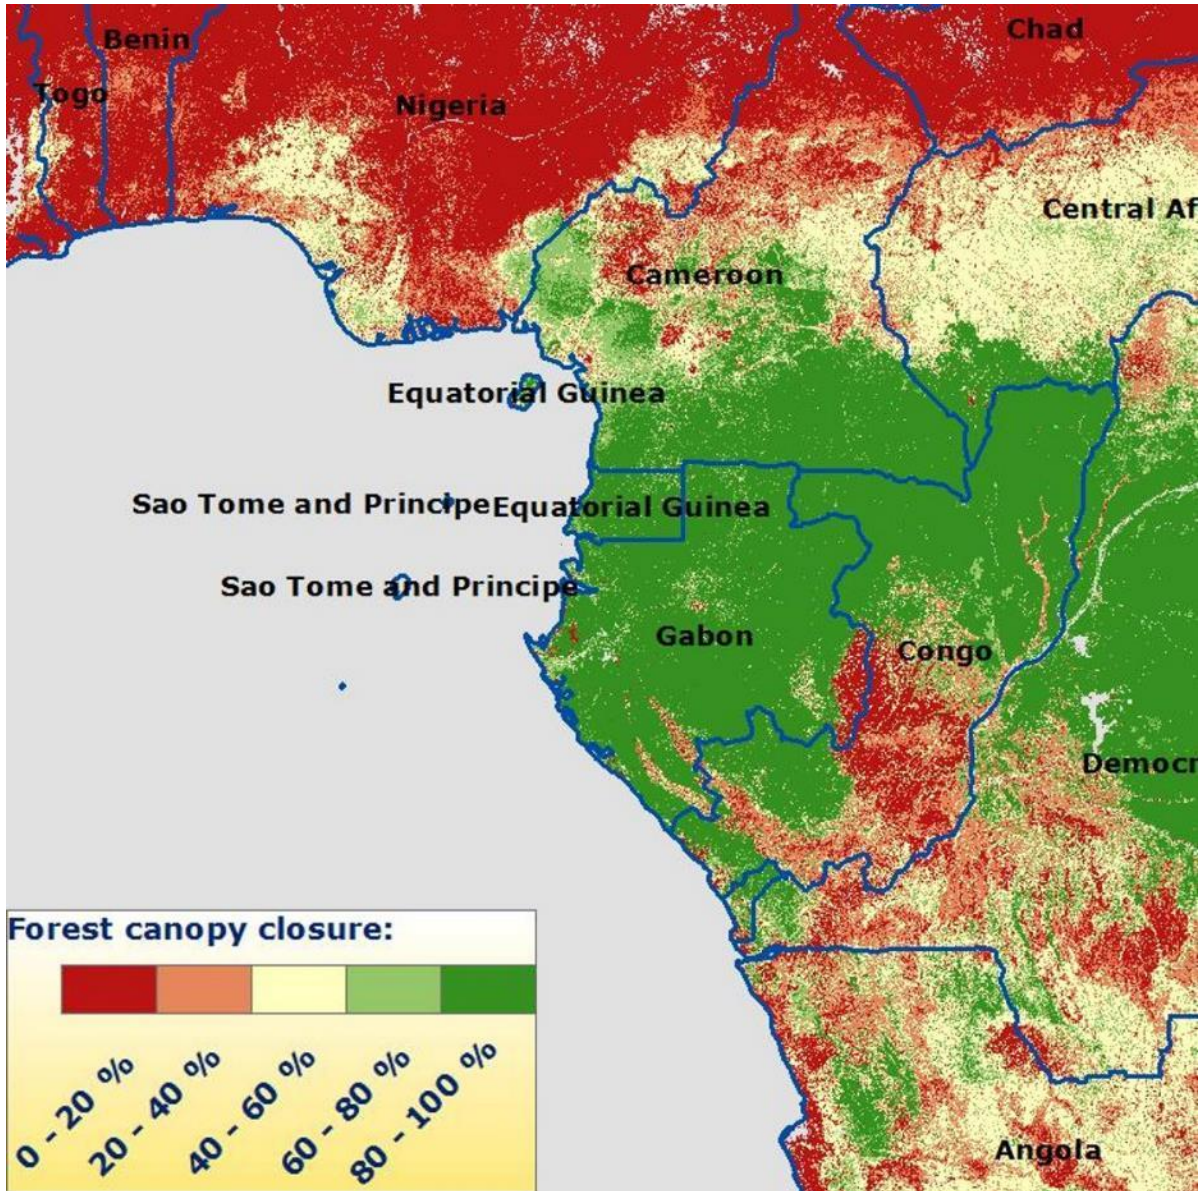 Benin
Chad
Togo
Nigeria
Central Af
Cameroon
Equatorial Guinea
Sao Tome and Principe
Equatorial Guinea
Sao Tome and Principe
Gabon
Congo
Democr
Angola
Forest canopy closure:
0 - 20 %
20 - 40 %
40 - 60 %
60 - 80 %
80 - 100 %